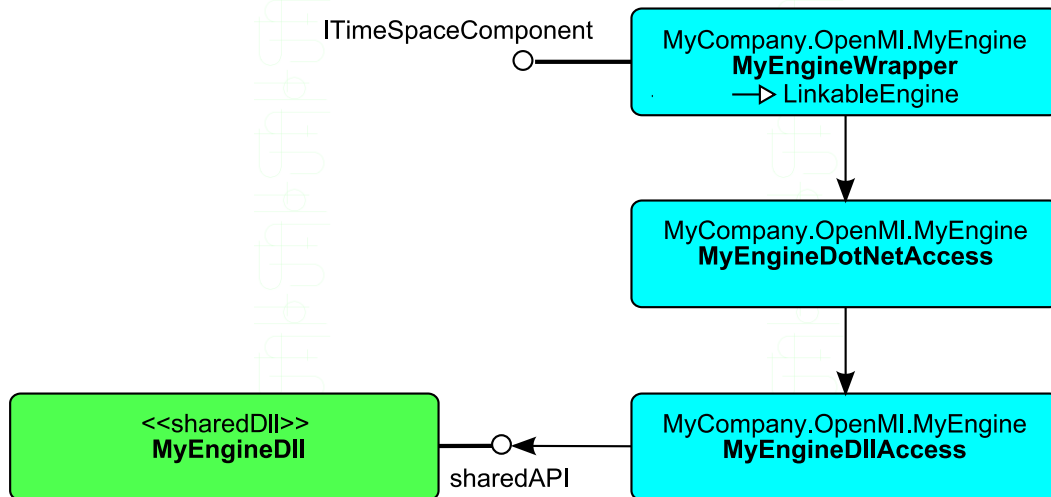 ITimeSpaceComponent
MyCompany.OpenMI.MyEngine
MyEngineWrapper
LinkableEngine
MyCompany.OpenMI.MyEngine
MyEngineDotNetAccess
<<sharedDll>>
MyEngineDll
sharedAPI
MyCompany.OpenMI.MyEngine
MyEngineDllAccess